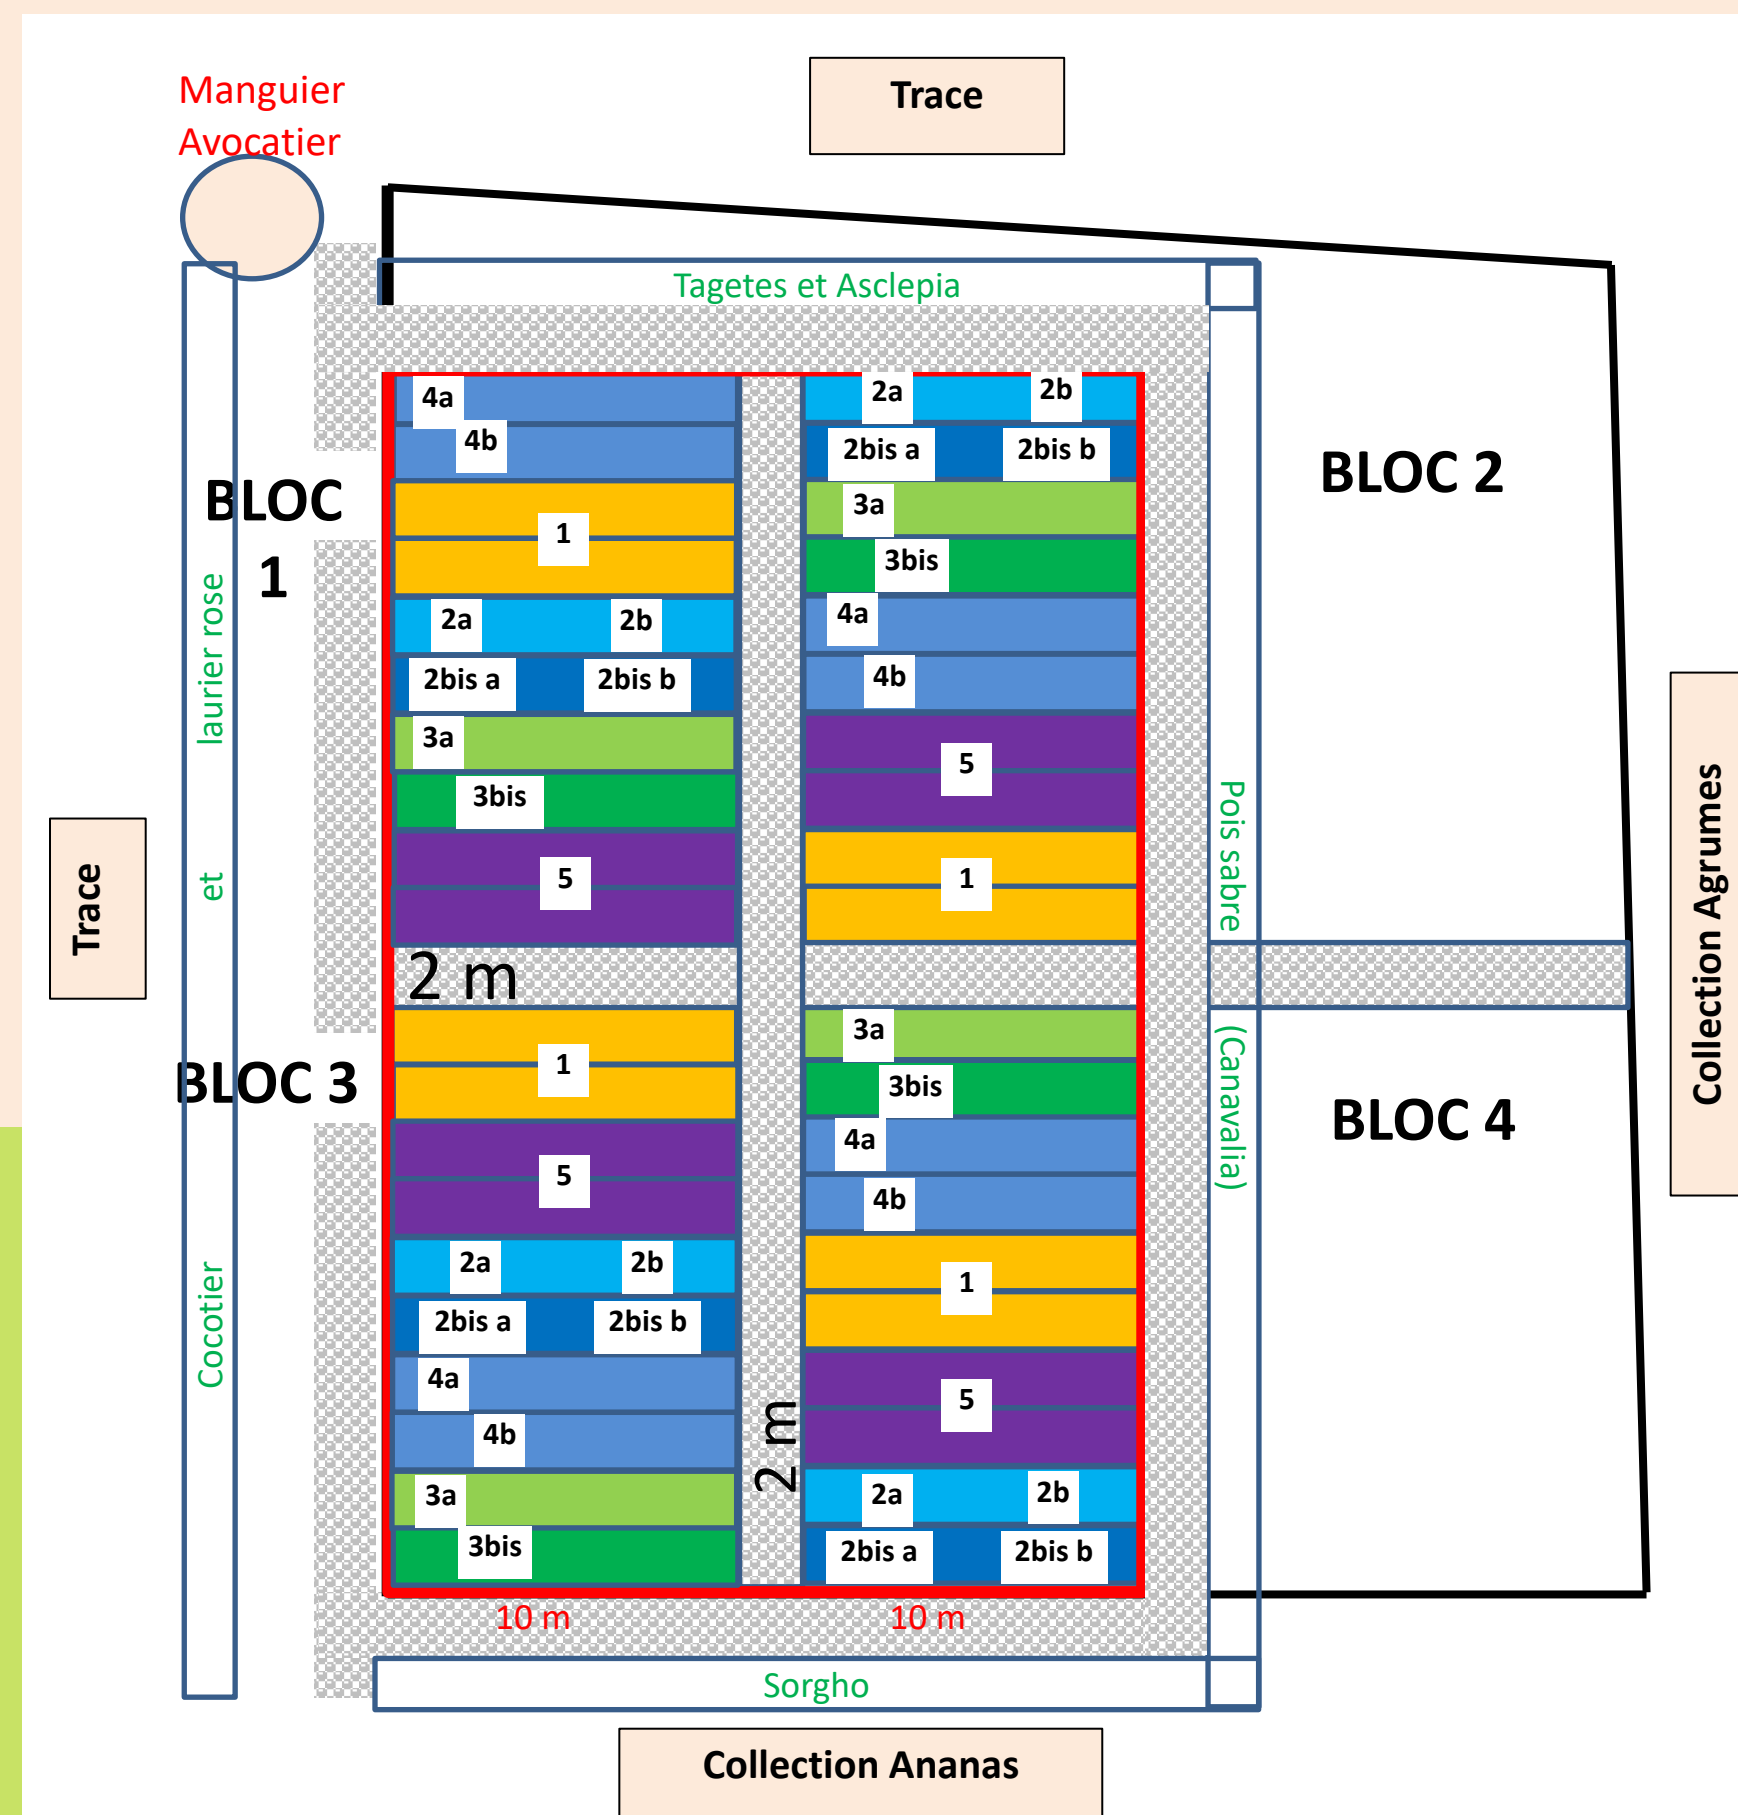 Manguier
Avocatier
Trace
Tagetes et Asclepia
4a
4b
BLOC
1
1
2a 2b
2bis a 2bis b
3a
3bis
5
2a 2b
2bis a 2bis b
3a
3bis
4a
4b
5
1
BLOC 2
laurier rose
et
Cocotier
Trace
Pois sabre
(Canavalia)
Collection Agrumes
2 m
BLOC 3
1
5
2a 2b
2bis a 2bis b
4a
4b
3a
3bis
2 m
3a
3bis
4a
4b
1
5
2a 2b
2bis a 2bis b
BLOC 4
10 m 10 m
Sorgho
Collection Ananas